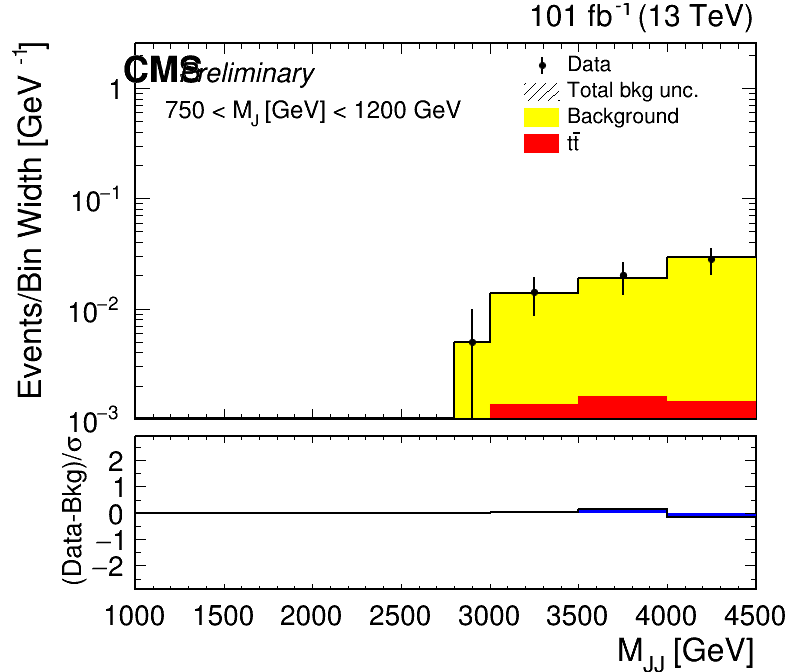 101 fb⁻¹ (13 TeV)
CMS Preliminary
750 < M_J [GeV] < 1200 GeV
Data
Total bkg unc.
Background
tt̄
Events/Bin Width [GeV⁻¹]
1
10⁻¹
10⁻²
10⁻³
(Data-Bkg)/σ
2
1
0
−1
−2
1000 1500 2000 2500 3000 3500 4000 4500
M_JJ [GeV]